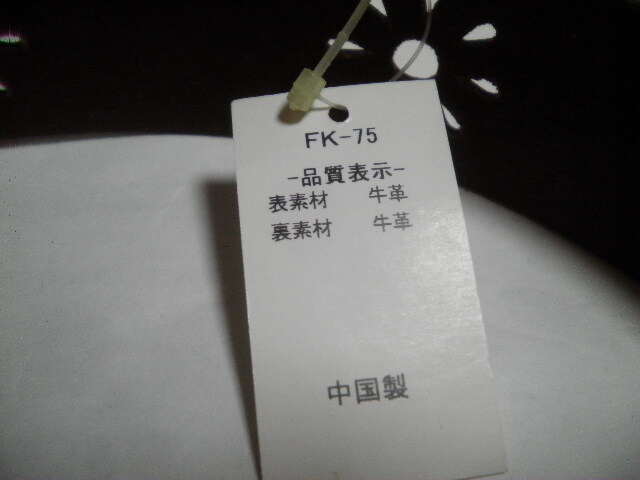 FK-75
-品質表示-
表素材 牛革
裏素材 牛革
中国製